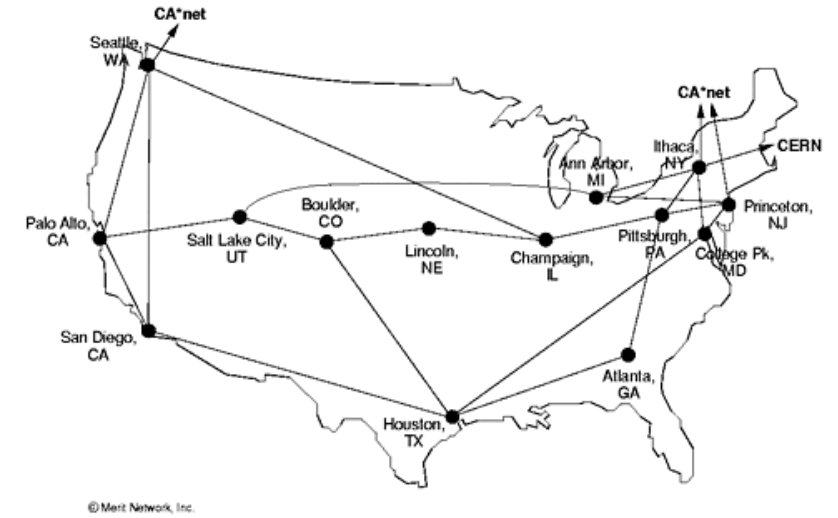 CA*net
Seattle,
WA
CA*net
Ithaca,
NY
CERN
Ann Arbor,
MI
Boulder,
CO
Princeton,
NJ
Palo Alto,
CA
Salt Lake City,
UT
Lincoln,
NE
Champaign,
IL
Pittsburgh,
PA
College Pk,
MD
San Diego,
CA
Atlanta,
GA
Houston,
TX
© Merit Network, Inc.